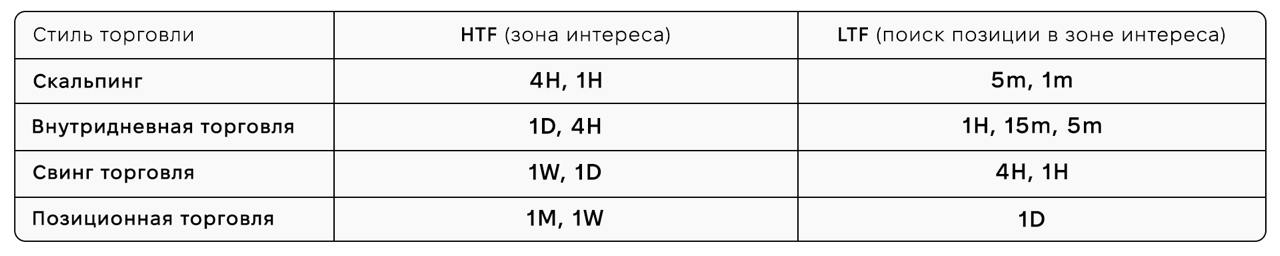 Стиль торговли HTF (зона интереса) LTF (поиск позиции в зоне интереса)
Скальпинг 4H, 1H 5m, 1m
Внутридневная торговля 1D, 4H 1H, 15m, 5m
Свинг торговля 1W, 1D 4H, 1H
Позиционная торговля 1M, 1W 1D